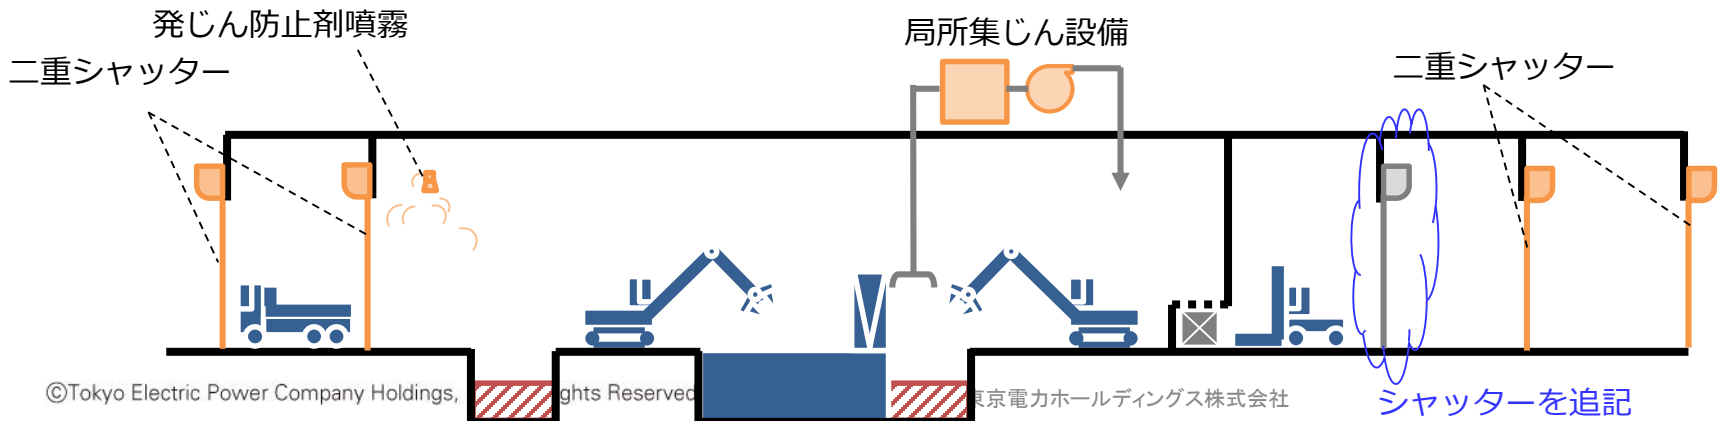 発じん防止剤噴霧
二重シャッター
局所集じん設備
二重シャッター
©Tokyo Electric Power Company Holdings, ghts Reserved
京電力ホールディングス株式会社
シャッターを追記